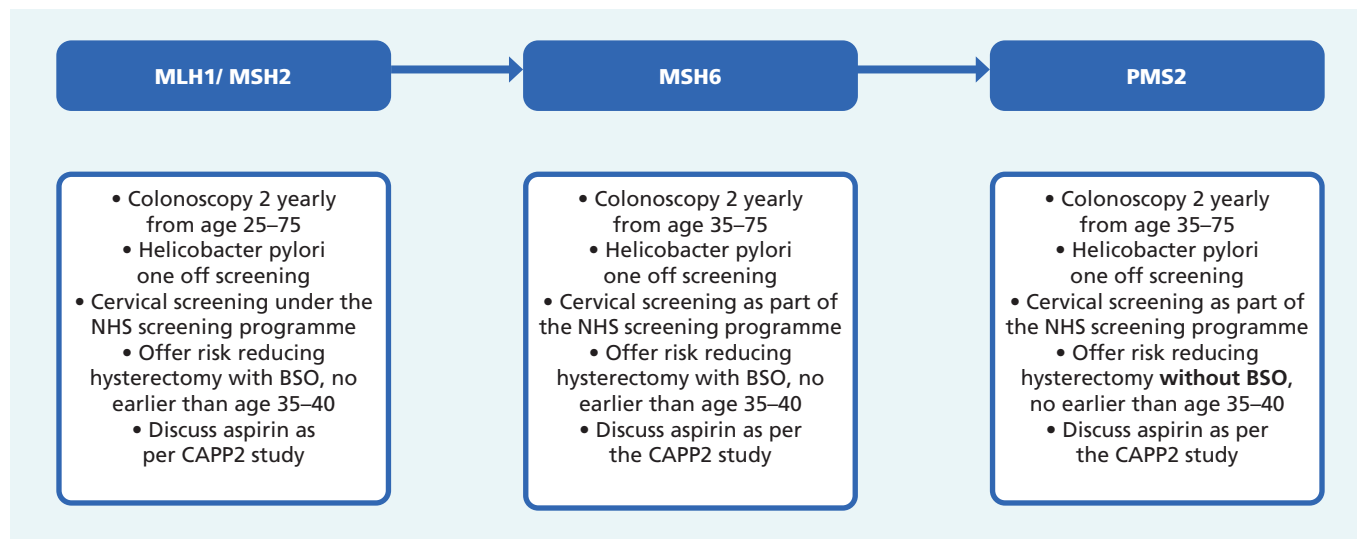 MLH1/ MSH2
MSH6
PMS2
• Colonoscopy 2 yearly
from age 25–75
• Helicobacter pylori
one off screening
• Cervical screening under the
NHS screening programme
• Offer risk reducing
hysterectomy with BSO, no
earlier than age 35–40
• Discuss aspirin as
per CAPP2 study
• Colonoscopy 2 yearly
from age 35–75
• Helicobacter pylori
one off screening
• Cervical screening as part of
the NHS screening programme
• Offer risk reducing
hysterectomy with BSO, no
earlier than age 35–40
• Discuss aspirin as per
the CAPP2 study
• Colonoscopy 2 yearly
from age 35–75
• Helicobacter pylori
one off screening
• Cervical screening as part of
the NHS screening programme
• Offer risk reducing
hysterectomy without BSO,
no earlier than age 35–40
• Discuss aspirin as per
the CAPP2 study